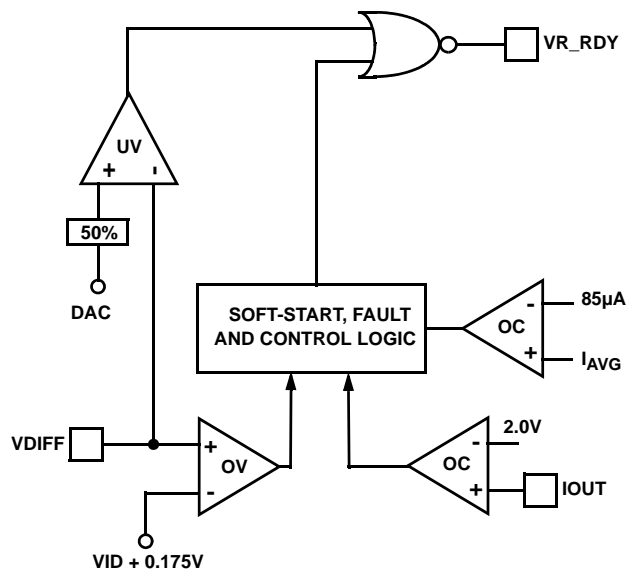 VR_RDY
UV
+ -
50%
DAC
SOFT-START, FAULT
AND CONTROL LOGIC
- 85µA
OC
+ IAVG
VDIFF
+
OV
-
VID + 0.175V
- 2.0V
OC
+ IOUT